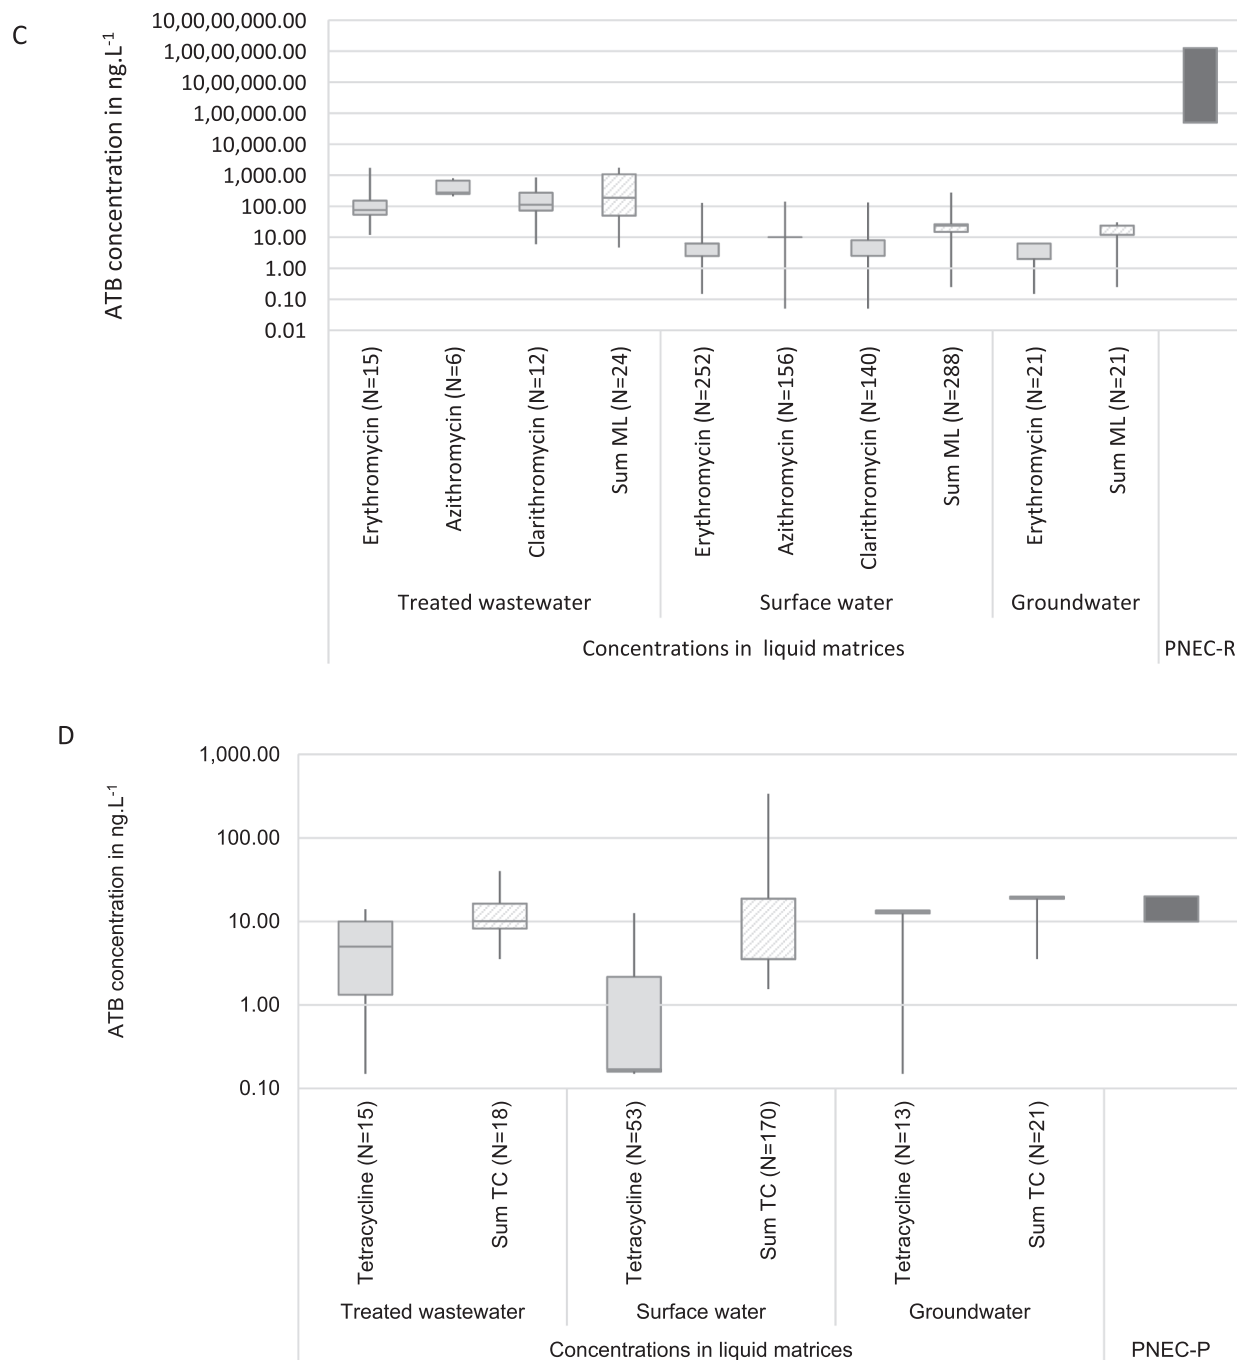 C
ATB concentration in ng.L-1
10,00,00,000.00
1,00,00,000.00
10,00,000.00
1,00,000.00
10,000.00
1,000.00
100.00
10.00
1.00
0.10
0.01
Erythromycin (N=15)
Azithromycin (N=6)
Clarithromycin (N=12)
Sum ML (N=24)
Erythromycin (N=252)
Azithromycin (N=156)
Clarithromycin (N=140)
Sum ML (N=288)
Erythromycin (N=21)
Sum ML (N=21)
Treated wastewater
Surface water
Groundwater
Concentrations in liquid matrices
PNEC-R
D
ATB concentration in ng.L-1
1,000.00
100.00
10.00
1.00
0.10
Tetracycline (N=15)
Sum TC (N=18)
Tetracycline (N=53)
Sum TC (N=170)
Tetracycline (N=13)
Sum TC (N=21)
Treated wastewater
Surface water
Groundwater
Concentrations in liquid matrices
PNEC-P